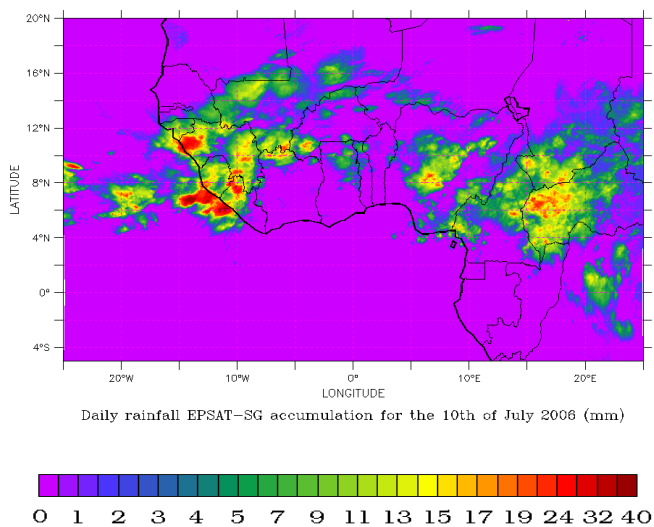 20°N
16°N
12°N
8°N
4°N
0°
4°S
LATITUDE
20°W 10°W 0° 10°E 20°E
LONGITUDE
Daily rainfall EPSAT-SG accumulation for the 10th of July 2006 (mm)
0 1 2 3 4 5 7 9 11 13 15 17 19 24 32 40